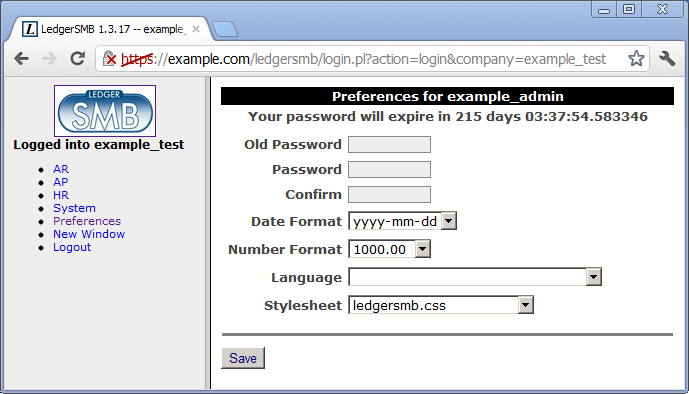 LedgerSMB 1.3.17 -- example_
https://example.com/ledgersmb/login.pl?action=login&company=example_test
LEDGER
SMB
Logged into example_test
AR
AP
HR
System
Preferences
New Window
Logout
Preferences for example_admin
Your password will expire in 215 days 03:37:54.583346
Old Password
Password
Confirm
Date Format yyyy-mm-dd
Number Format 1000.00
Language
Stylesheet ledgersmb.css
Save